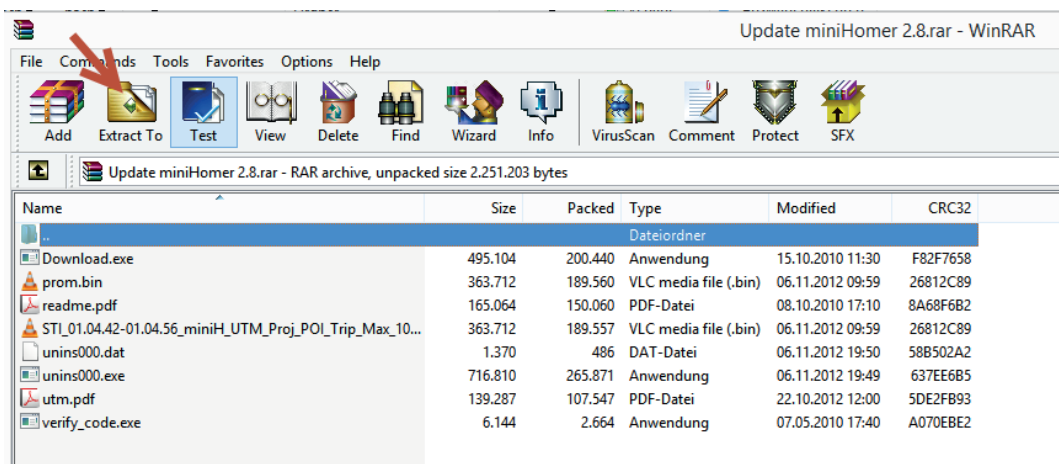 Update miniHomer 2.8.rar - WinRAR
File Commands Tools Favorites Options Help
Add Extract To Test View Delete Find Wizard Info VirusScan Comment Protect SFX
Update miniHomer 2.8.rar - RAR archive, unpacked size 2.251.203 bytes
Name Size Packed Type Modified CRC32
.. Dateiordner
Download.exe 495.104 200.440 Anwendung 15.10.2010 11:30 F82F7658
prom.bin 363.712 189.560 VLC media file (.bin) 06.11.2012 09:59 26812C89
readme.pdf 165.064 150.060 PDF-Datei 08.10.2010 17:10 8A68F6B2
STI_01.04.42-01.04.56_miniH_UTM_Proj_POI_Trip_Max_10... 363.712 189.557 VLC media file (.bin) 06.11.2012 09:59 26812C89
unins000.dat 1.370 486 DAT-Datei 06.11.2012 19:50 58B502A2
unins000.exe 716.810 265.871 Anwendung 06.11.2012 19:49 637EE6B5
utm.pdf 139.287 107.547 PDF-Datei 22.10.2012 12:00 5DE2FB93
verify_code.exe 6.144 2.664 Anwendung 07.05.2010 17:40 A070EBE2